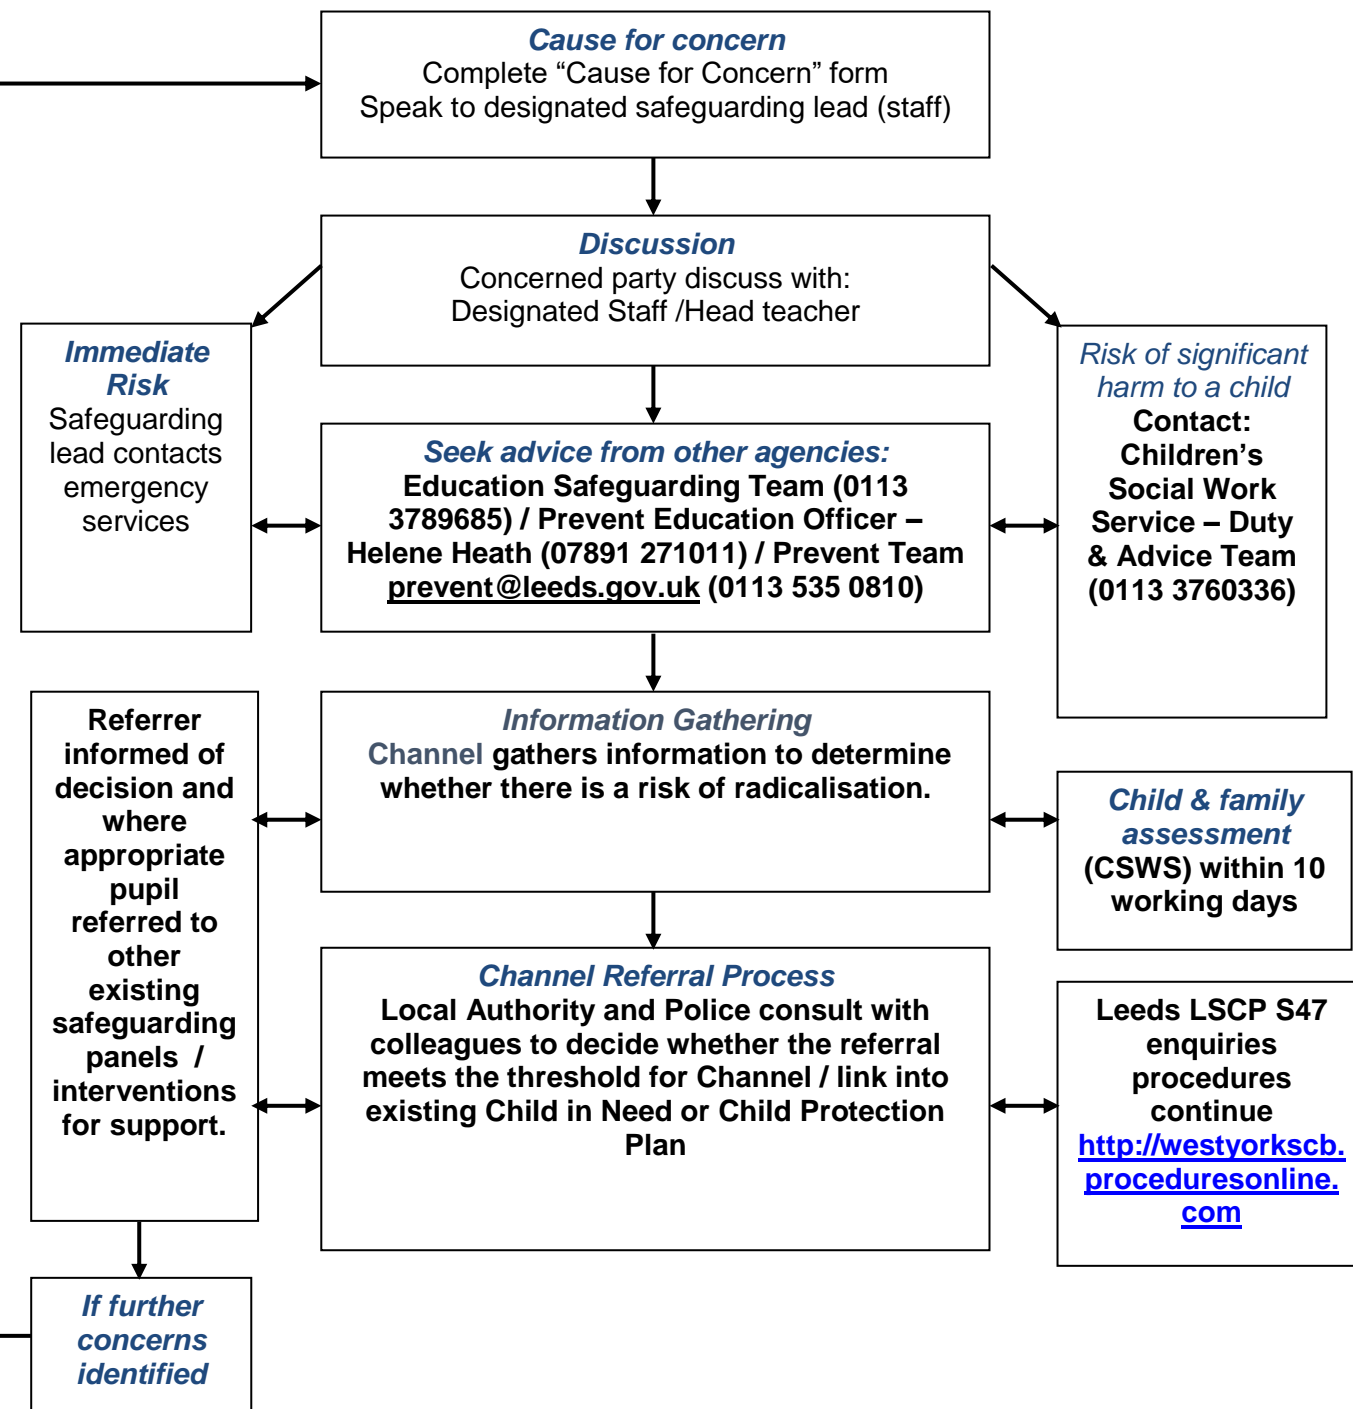 Cause for concern
Complete “Cause for Concern” form
Speak to designated safeguarding lead (staff)
Discussion
Concerned party discuss with:
Designated Staff /Head teacher
Immediate
Risk
Safeguarding
lead contacts
emergency
services
Seek advice from other agencies:
Education Safeguarding Team (0113
3789685) / Prevent Education Officer –
Helene Heath (07891 271011) / Prevent Team
prevent@leeds.gov.uk (0113 535 0810)
Risk of significant
harm to a child
Contact:
Children’s
Social Work
Service – Duty
& Advice Team
(0113 3760336)
Referrer
informed of
decision and
where
appropriate
pupil
referred to
other
existing
safeguarding
panels  /
interventions
for support.
Information Gathering
Channel gathers information to determine
whether there is a risk of radicalisation.
Child & family
assessment
(CSWS) within 10
working days
Channel Referral Process
Local Authority and Police consult with
colleagues to decide whether the referral
meets the threshold for Channel / link into
existing Child in Need or Child Protection
Plan
Leeds LSCP S47
enquiries
procedures
continue
http://westyorkscb.
proceduresonline.
com
If further
concerns
identified